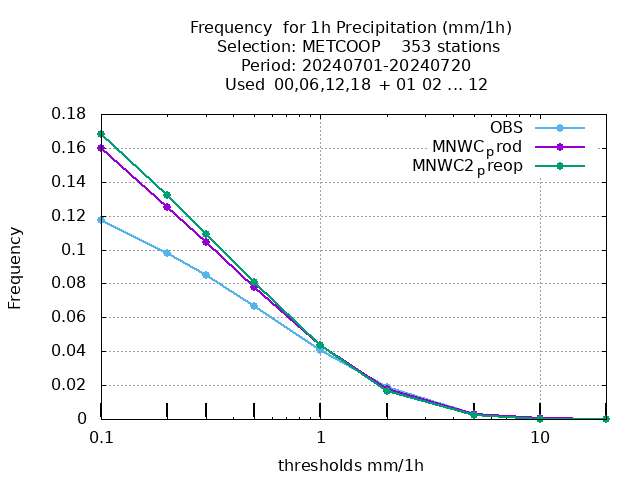 Frequency  for 1h Precipitation (mm/1h)
Selection: METCOOP    353 stations
Period: 20240701-20240720
Used  00,06,12,18 + 01 02 ... 12
OBS
MNWCprod
MNWC2preop
0.18
0.16
0.14
0.12
0.1
0.08
0.06
0.04
0.02
0
Frequency
0.1
1
10
thresholds mm/1h